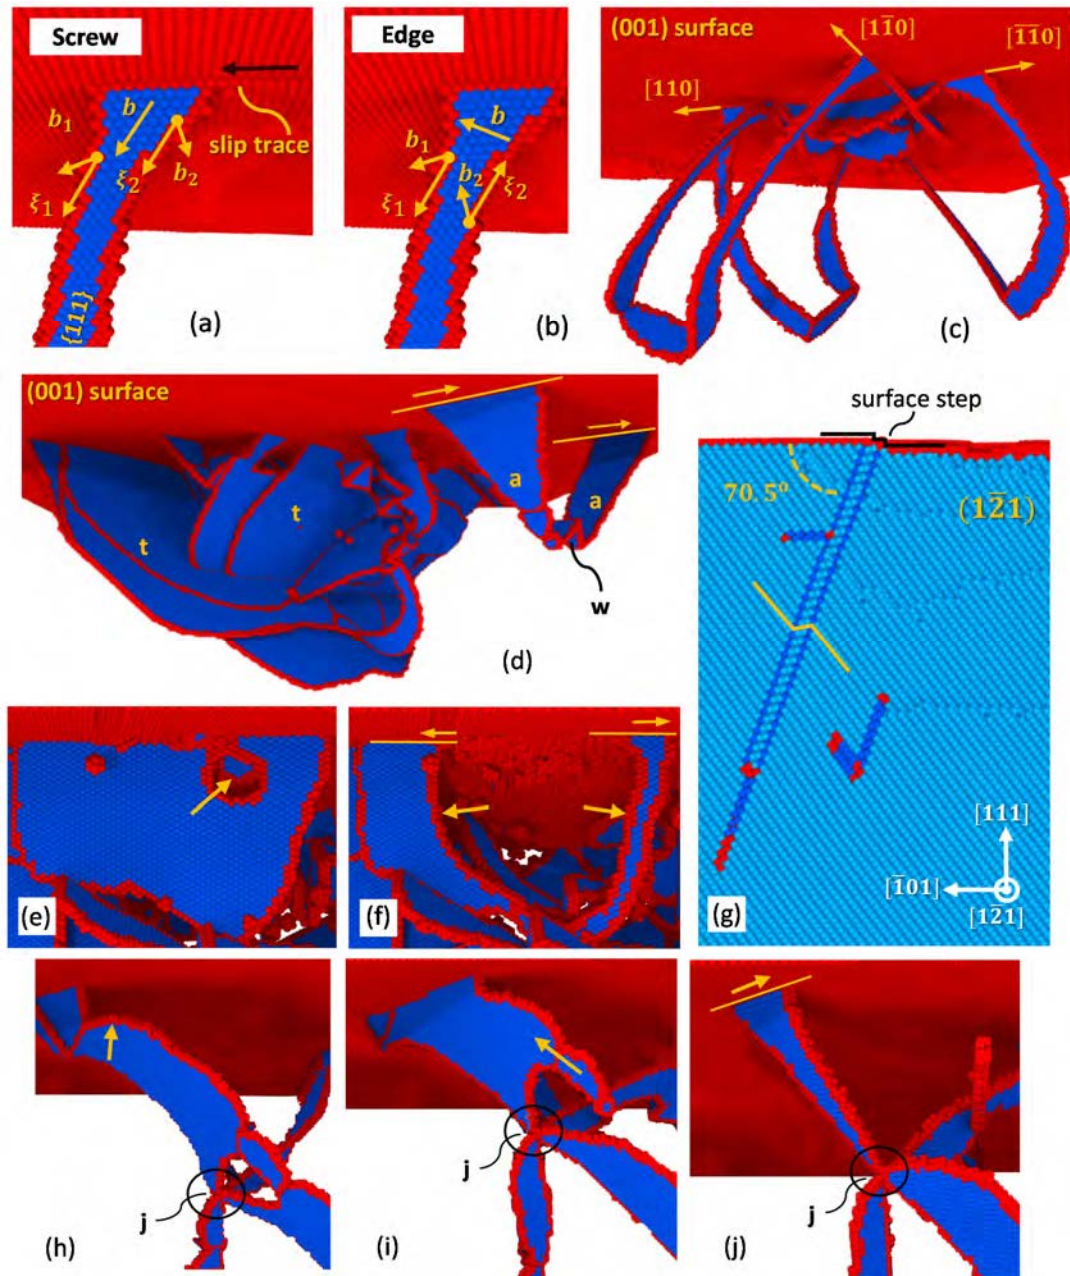 Screw
b
b₁
slip trace
ξ₂
b₂
ξ₁
{111}
(a)
Edge
b
b₁
b₂
ξ₂
ξ₁
(b)
(001) surface
[11̅0]
[1̅1̅0]
[110]
(c)
(001) surface
a
a
t
t
w
(d)
surface step
70.5°
(12̅1)
[111]
[1̅01]
[12̅1]
(g)
(e)
(f)
j
(h)
j
(i)
j
(j)